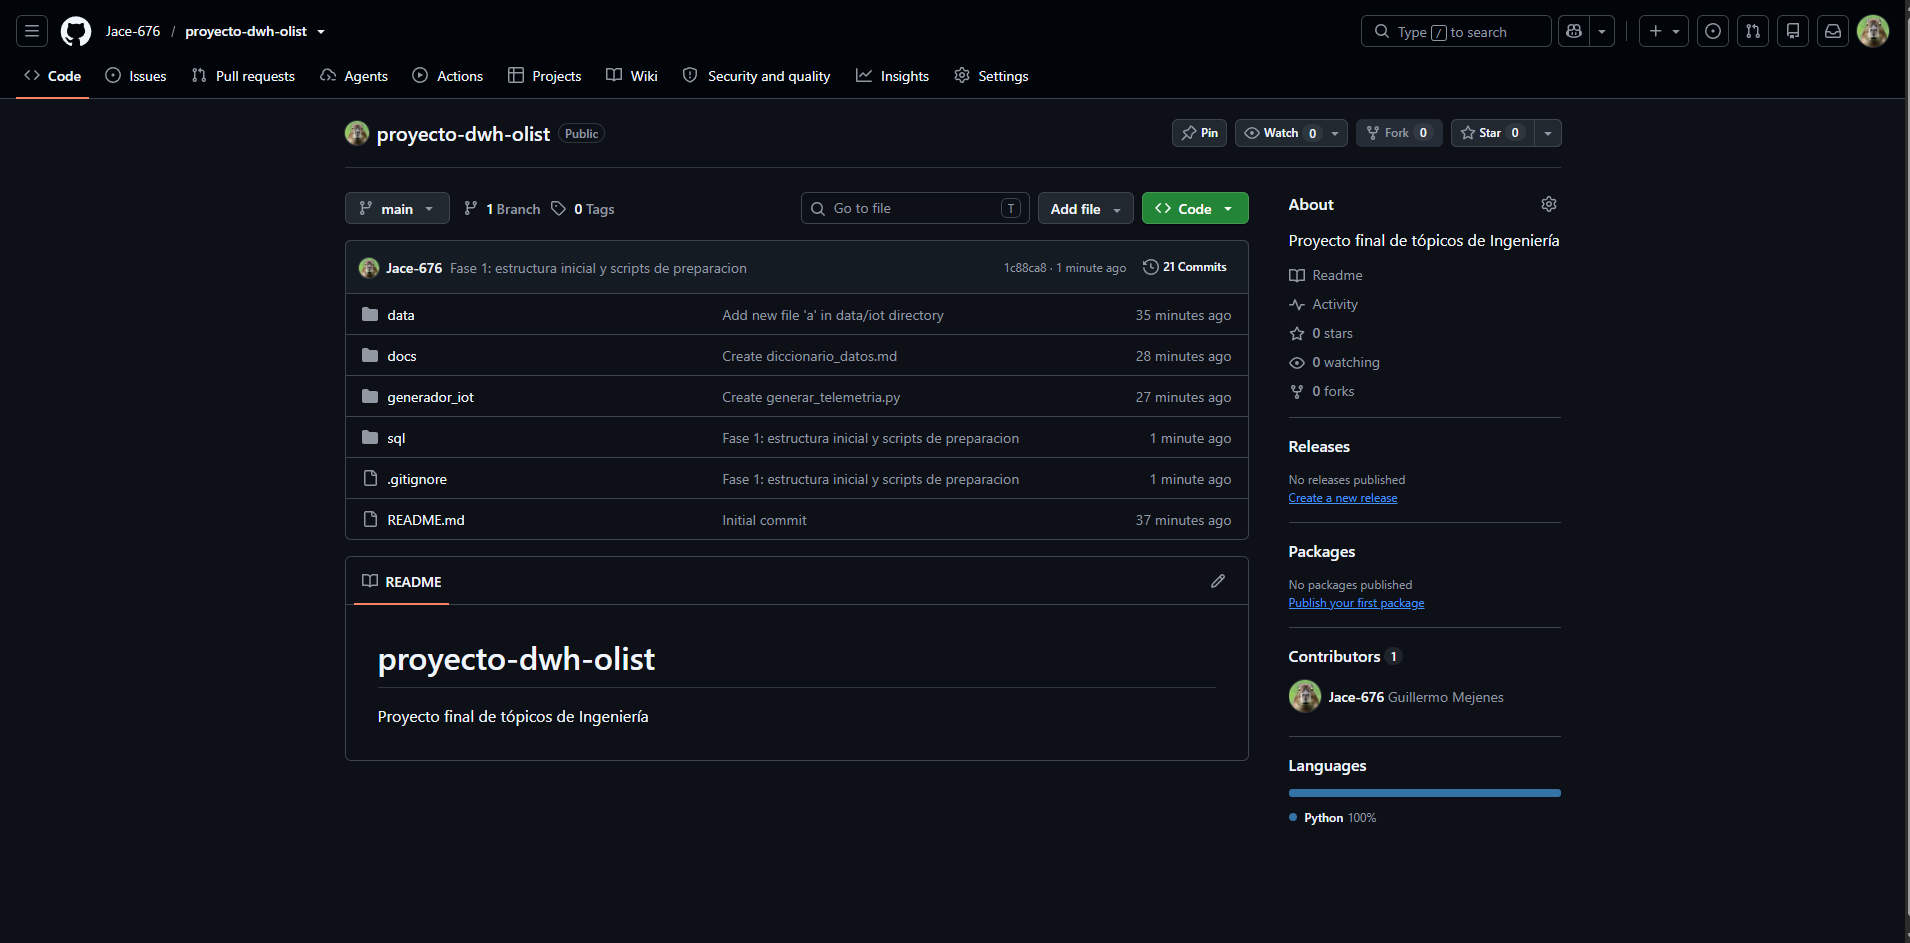 Jace-676 / proyecto-dwh-olist
Type / to search
Code Issues Pull requests Agents Actions Projects Wiki Security and quality Insights Settings
proyecto-dwh-olist Public
Pin Watch 0 Fork 0 Star 0
main 1 Branch 0 Tags
Go to file T Add file Code
Jace-676 Fase 1: estructura inicial y scripts de preparacion 1c88ca8 · 1 minute ago 21 Commits
data Add new file 'a' in data/iot directory 35 minutes ago
docs Create diccionario_datos.md 28 minutes ago
generador_iot Create generar_telemetria.py 27 minutes ago
sql Fase 1: estructura inicial y scripts de preparacion 1 minute ago
.gitignore Fase 1: estructura inicial y scripts de preparacion 1 minute ago
README.md Initial commit 37 minutes ago
README
proyecto-dwh-olist
Proyecto final de tópicos de Ingeniería
About
Proyecto final de tópicos de Ingeniería
Readme
Activity
0 stars
0 watching
0 forks
Releases
No releases published
Create a new release
Packages
No packages published
Publish your first package
Contributors 1
Jace-676 Guillermo Mejenes
Languages
Python 100%